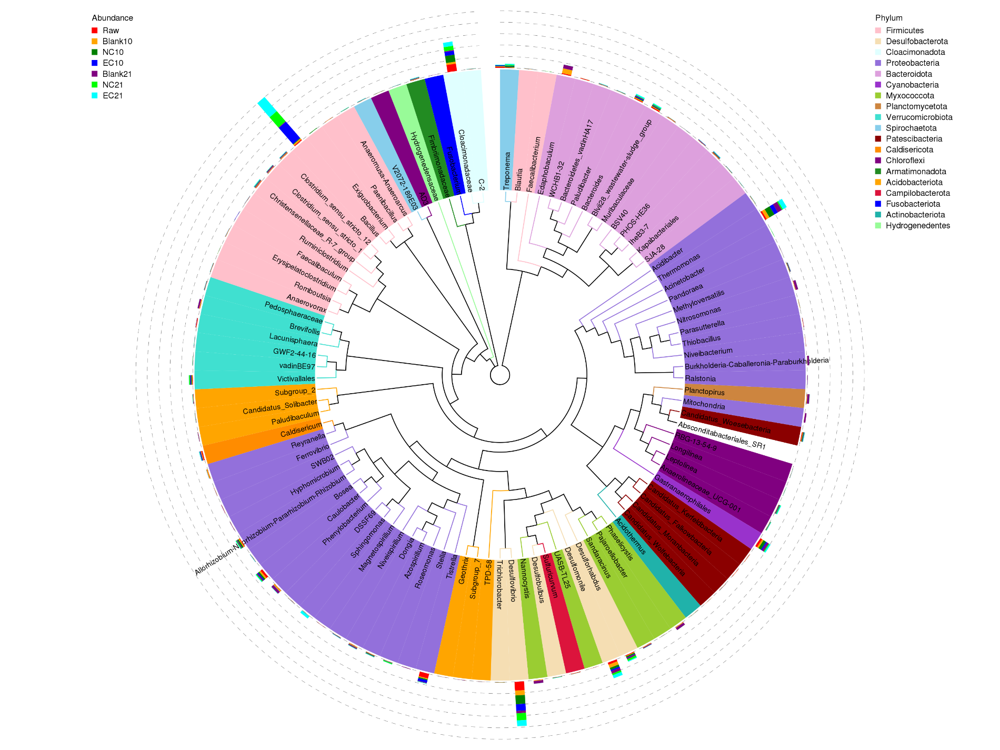 Abundance
Raw
Blank10
NC10
EC10
Blank21
NC21
EC21
Phylum
Firmicutes
Desulfobacterota
Cloacimonadota
Proteobacteria
Bacteroidota
Cyanobacteria
Myxococcota
Planctomycetota
Verrucomicrobiota
Spirochaetota
Patescibacteria
Caldisericota
Chloroflexi
Armatimonadota
Acidobacteriota
Campilobacterota
Fusobacteriota
Actinobacteriota
Hydrogenedentes
Treponema
Blautia
Faecalibacterium
Edaphobaculum
WCHB1-32
Bacteroidetes_vadinHA17
Paludibacter
Bacteroides
Blvii28_wastewater-sludge_group
Muribaculaceae
BSV40
PHOS-HE36
IheB3-7
Kapabacteriales
SJA-28
Acidibacter
Thermomonas
Acinetobacter
Pandoraea
Methyloversatilis
Nitrosomonas
Parasutterella
Thiobacillus
Niveibacterium
Burkholderia-Caballeronia-Paraburkholderia
Ralstonia
Planctopirus
Mitochondria
Candidatus_Woesebacteria
Absconditabacteriales_SR1
RBG-13-54-9
Longilinea
Leptolinea
Anaerolineaceae_UCG-001
Gastranaerophilales
Candidatus_Kerfeldbacteria
Candidatus_Falkowbacteria
Candidatus_Moranbacteria
Candidatus_Wolfebacteria
Acidothermus
Phaselicystis
Pajaroellobacter
Sandaracinus
Desulforhabdus
Desulfomonile
UASB-TL25
Sulfuricurvum
Desulfobulbus
Nannocystis
Desulfovibrio
Trichlorobacter
TPD-58
Subgroup_7
Geothrix
Tistrella
Stella
Roseomonas
Azospirillum
Dongia
Niveispirillum
Magnetospirillum
Sphingomonas
DSSF69
Phenylobacterium
Caulobacter
Bosea
Allorhizobium-Neorhizobium-Pararhizobium-Rhizobium
Hyphomicrobium
SWB02
Ferrovibrio
Reyranella
Caldisericum
Paludibaculum
Candidatus_Solibacter
Subgroup_2
Victivallales
vadinBE97
GWF2-44-16
Lacunisphaera
Brevifollis
Pedosphaeraceae
Anaerovorax
Romboutsia
Erysipelatoclostridium
Faecalibaculum
Ruminiclostridium
Christensenellaceae_R-7_group
Clostridium_sensu_stricto_1
Clostridium_sensu_stricto_12
Bacillus
Exiguobacterium
Paenibacillus
Anaeromusa-Anaeroarcus
V2072-189E03
AD3
Hydrogenedensaceae
Fimbriimonadaceae
Fusobacterium
Cloacimonadaceae
C-2